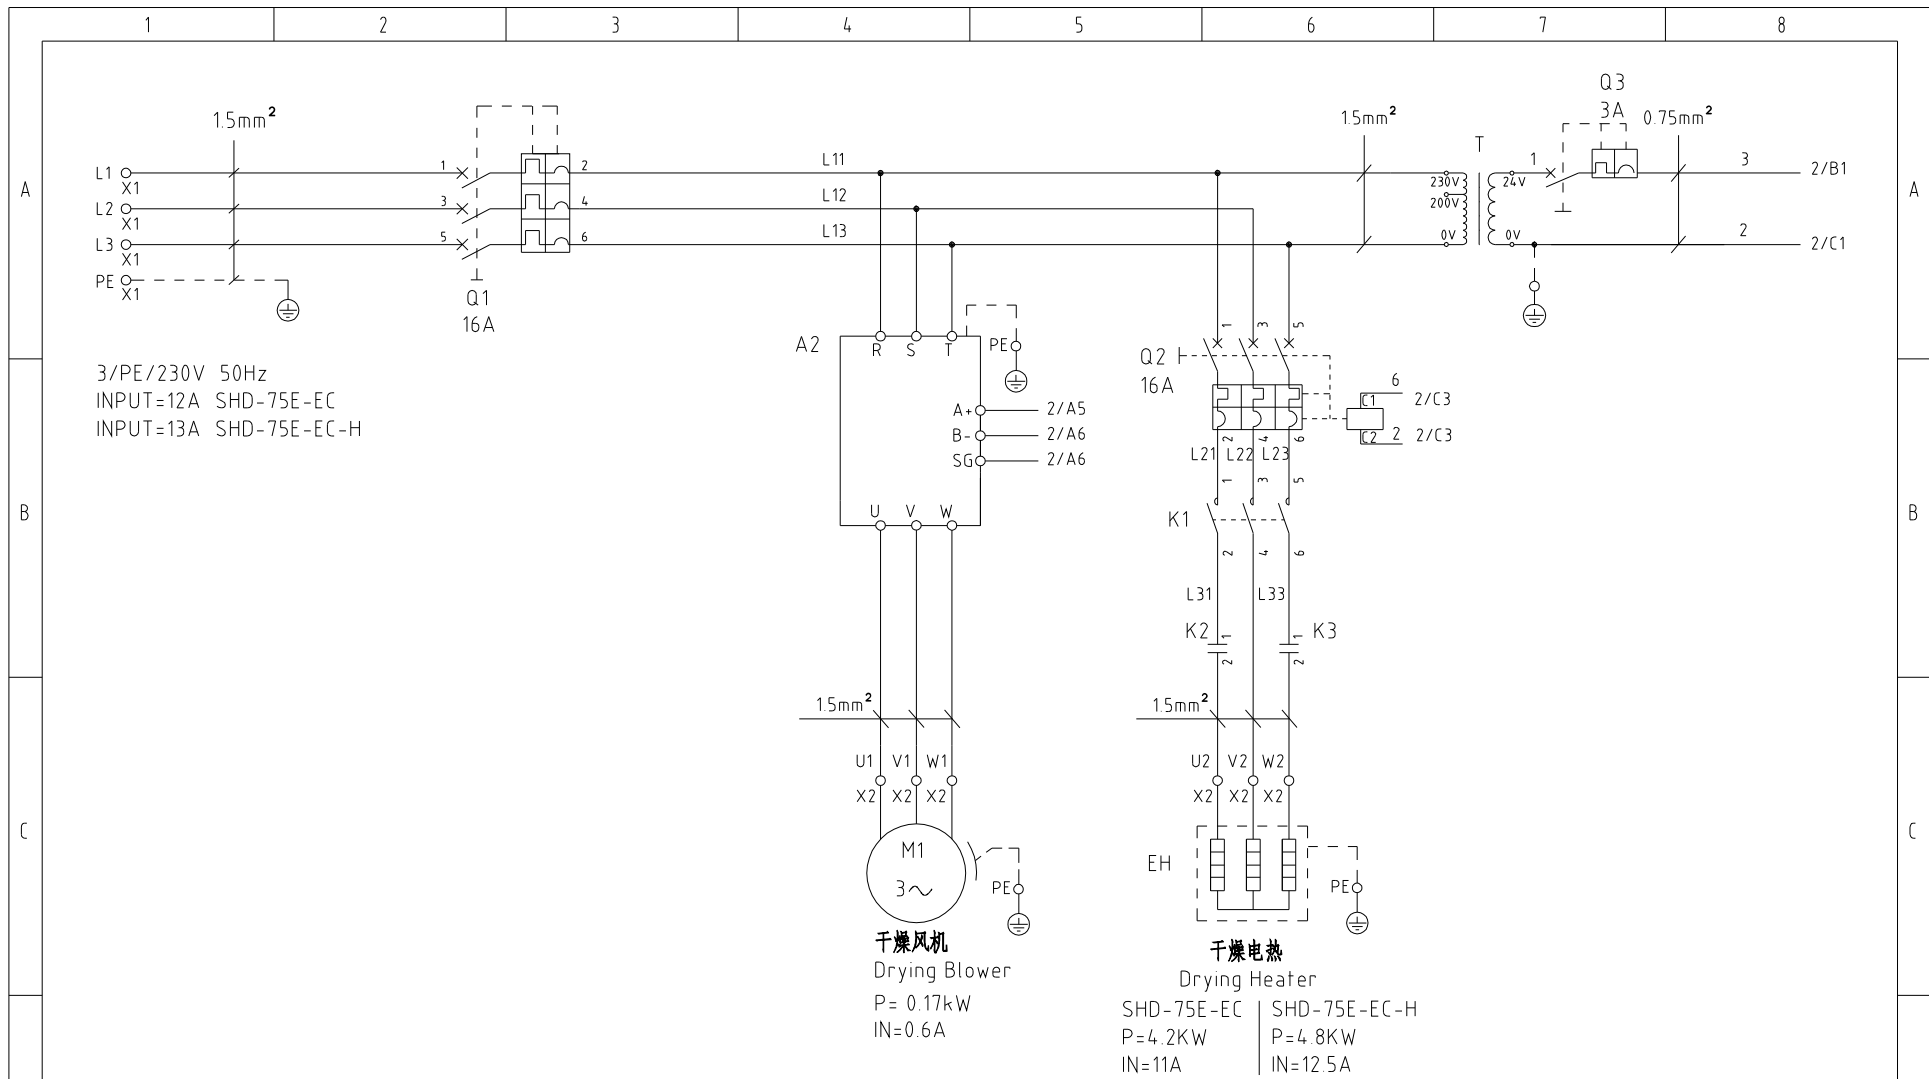 1 2 3 4 5 6 7 8
A
A
B
B
C
C
1.5mm²
L1
X1
L2
X1
L3
X1
PE
X1
1 2
3 4
5 6
Q1
16A
3/PE/230V 50Hz
INPUT=12A SHD-75E-EC
INPUT=13A SHD-75E-EC-H
L11
L12
L13
A2
R S T
PE
A+ 2/A5
B- 2/A6
SG 2/A6
U V W
1.5mm²
U1 V1 W1
X2 X2 X2
M1
3~
PE
干燥风机
Drying Blower
P= 0.17kW
IN=0.6A
1 3 5
Q2
16A
6
C1 2/C3
C2 2 2/C3
2 4 6
L21 L22 L23
1 3 5
K1
2 4 6
L31 L33
K2 1 1 K3
2 2
1.5mm²
U2 V2 W2
X2 X2 X2
EH
PE
干燥电热
Drying Heater
SHD-75E-EC SHD-75E-EC-H
P=4.2KW P=4.8KW
IN=11A IN=12.5A
1.5mm²
T
230V
200V
0V
24V
0V
1
Q3
3A
0.75mm²
3 2/B1
2 2/C1